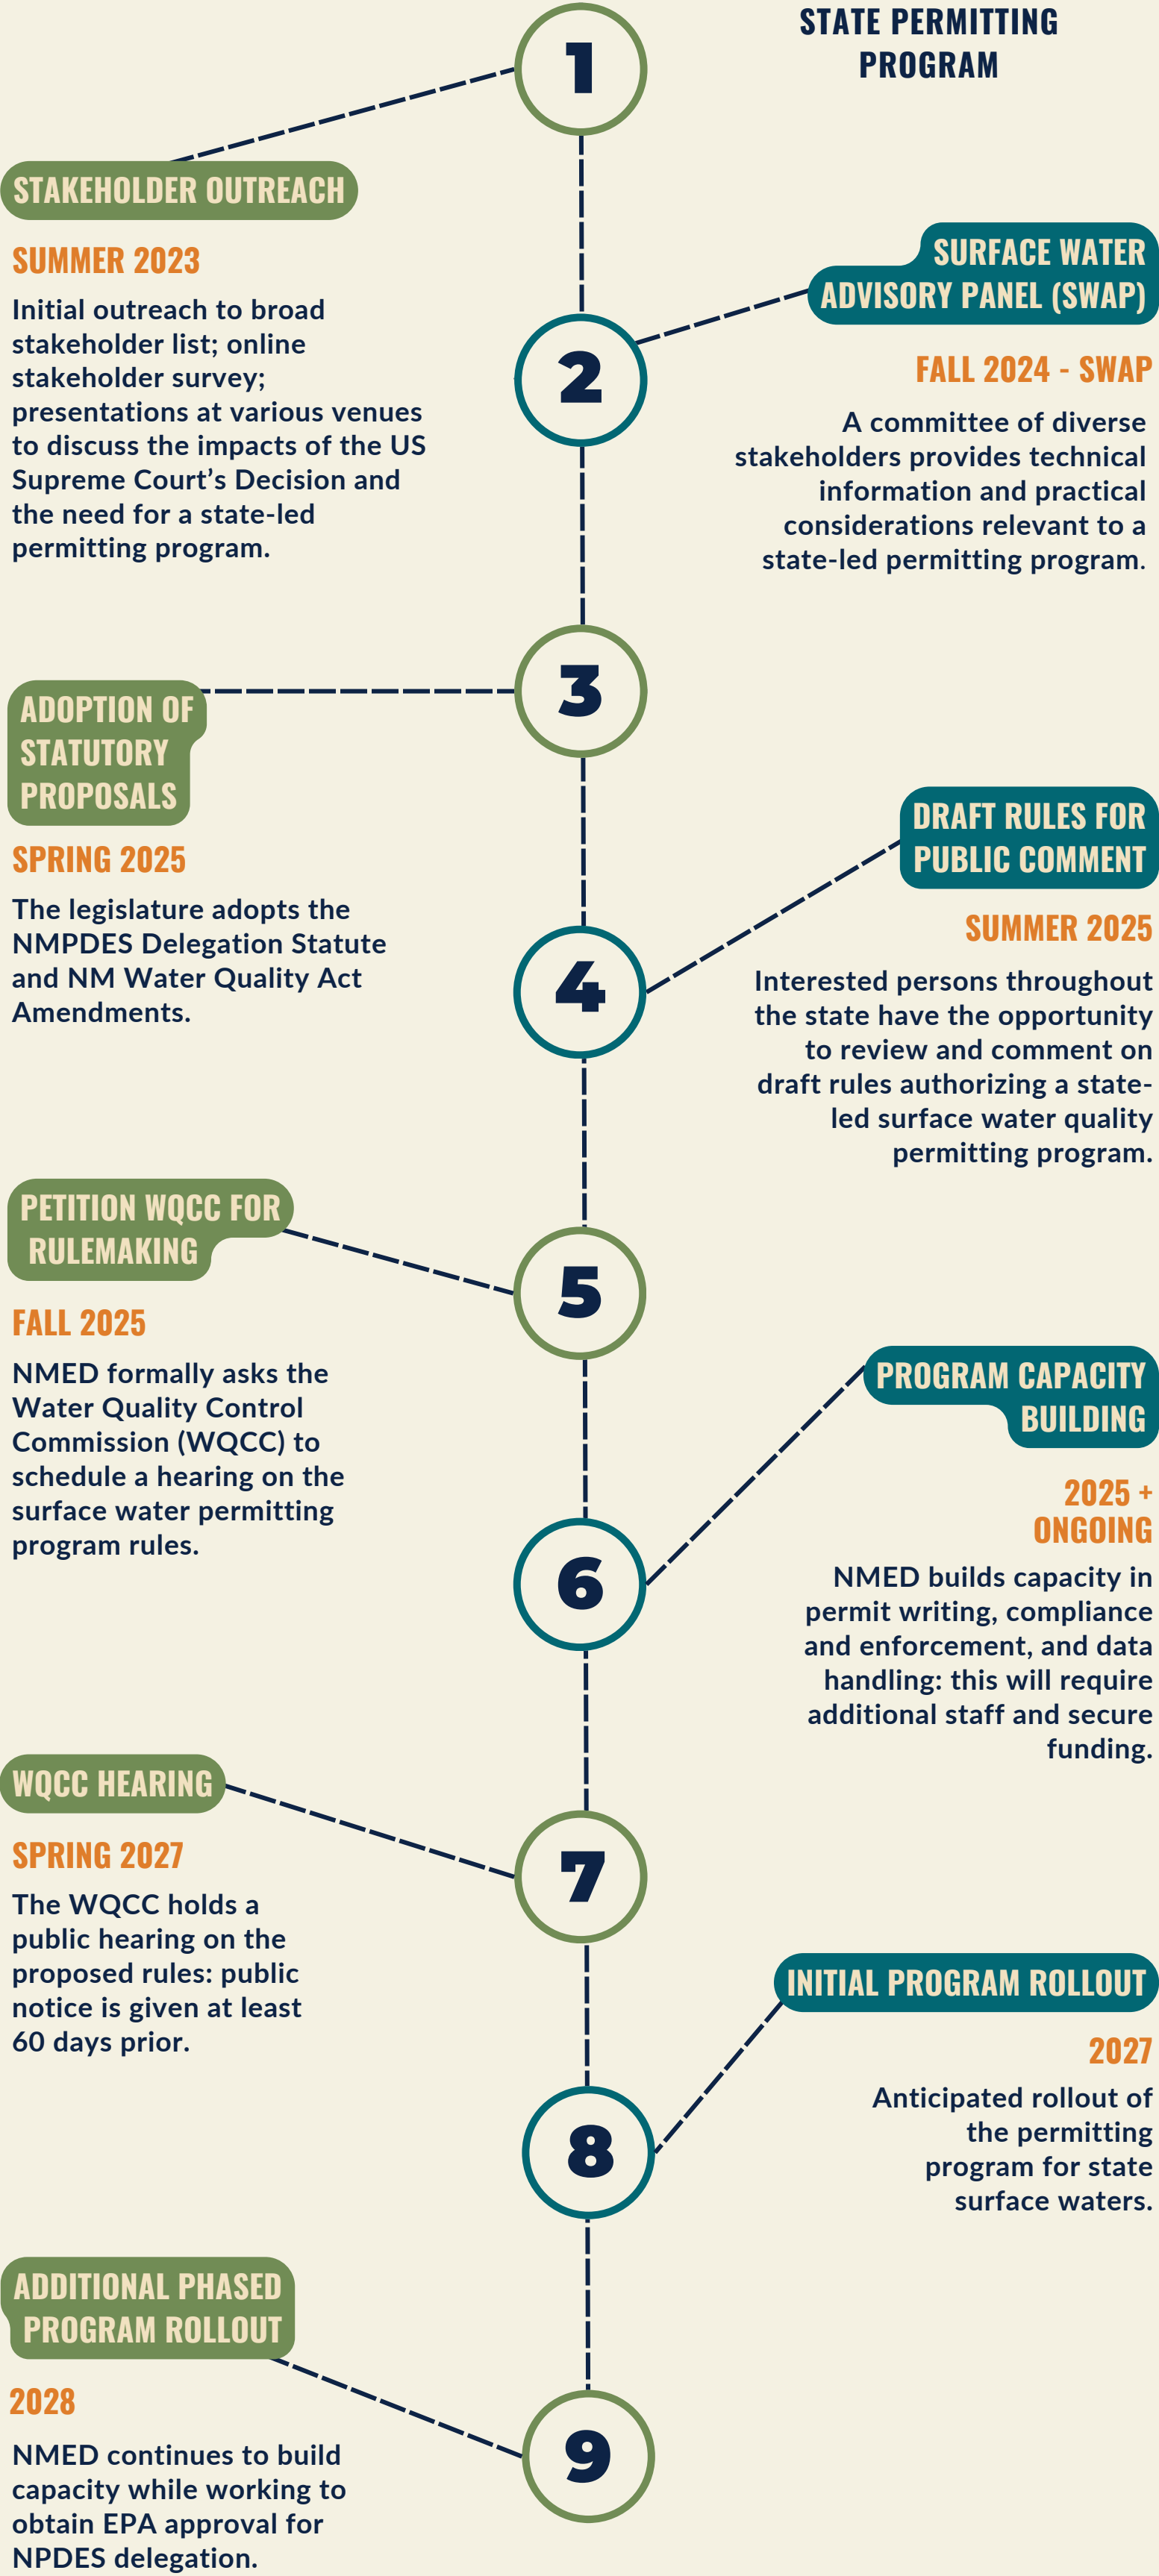 STATE PERMITTING
PROGRAM
1
STAKEHOLDER OUTREACH
SUMMER 2023
Initial outreach to broad
stakeholder list; online
stakeholder survey;
presentations at various venues
to discuss the impacts of the US
Supreme Court’s Decision and
the need for a state-led
permitting program.
2
SURFACE WATER
ADVISORY PANEL (SWAP)
FALL 2024 - SWAP
A committee of diverse
stakeholders provides technical
information and practical
considerations relevant to a
state-led permitting program.
3
ADOPTION OF
STATUTORY
PROPOSALS
SPRING 2025
The legislature adopts the
NMPDES Delegation Statute
and NM Water Quality Act
Amendments.
4
DRAFT RULES FOR
PUBLIC COMMENT
SUMMER 2025
Interested persons throughout
the state have the opportunity
to review and comment on
draft rules authorizing a state-
led surface water quality
permitting program.
5
PETITION WQCC FOR
RULEMAKING
FALL 2025
NMED formally asks the
Water Quality Control
Commission (WQCC) to
schedule a hearing on the
surface water permitting
program rules.
6
PROGRAM CAPACITY
BUILDING
2025 +
ONGOING
NMED builds capacity in
permit writing, compliance
and enforcement, and data
handling: this will require
additional staff and secure
funding.
7
WQCC HEARING
SPRING 2027
The WQCC holds a
public hearing on the
proposed rules: public
notice is given at least
60 days prior.
8
INITIAL PROGRAM ROLLOUT
2027
Anticipated rollout of
the permitting
program for state
surface waters.
9
ADDITIONAL PHASED
PROGRAM ROLLOUT
2028
NMED continues to build
capacity while working to
obtain EPA approval for
NPDES delegation.